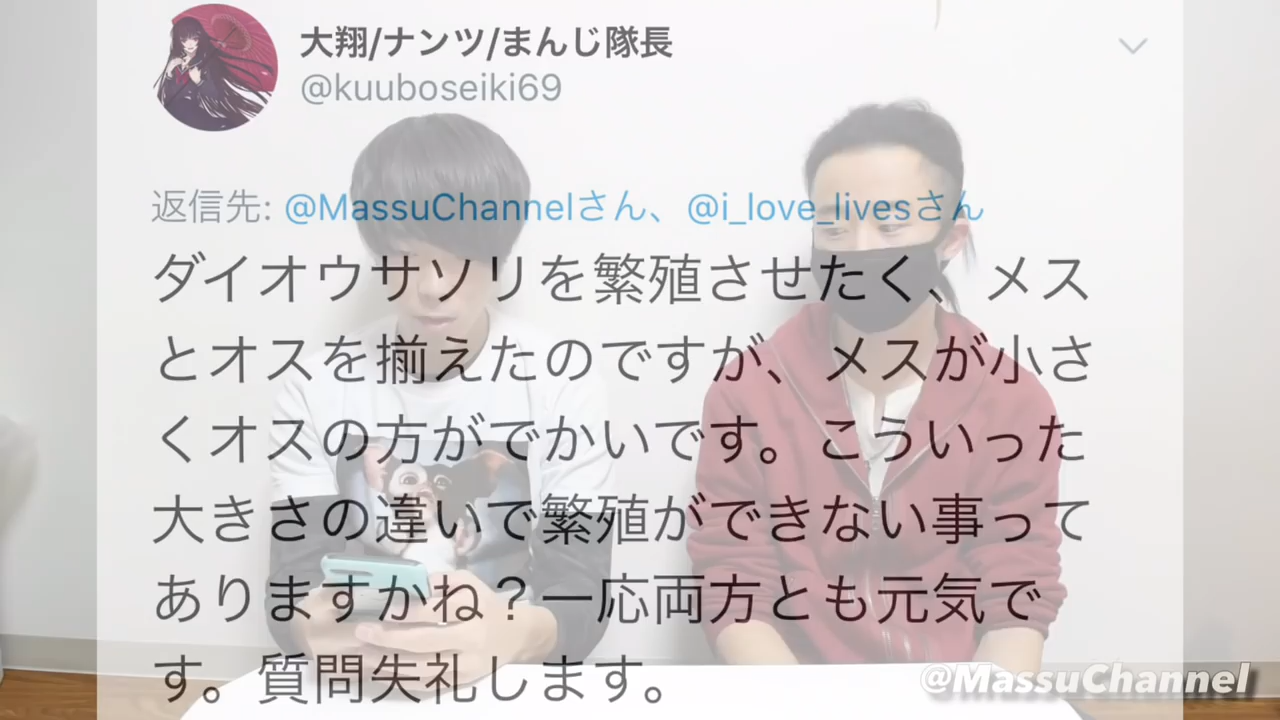 大翔/ナンツ/まんじ隊長
@kuuboseiki69
返信先: @MassuChannelさん、@i_love_livesさん
ダイオウサソリを繁殖させたく、メス
とオスを揃えたのですが、メスが小さ
くオスの方がでかいです。こういった
大きさの違いで繁殖ができない事って
ありますかね？一応両方とも元気で
す。質問失礼します。
@MassuChannel